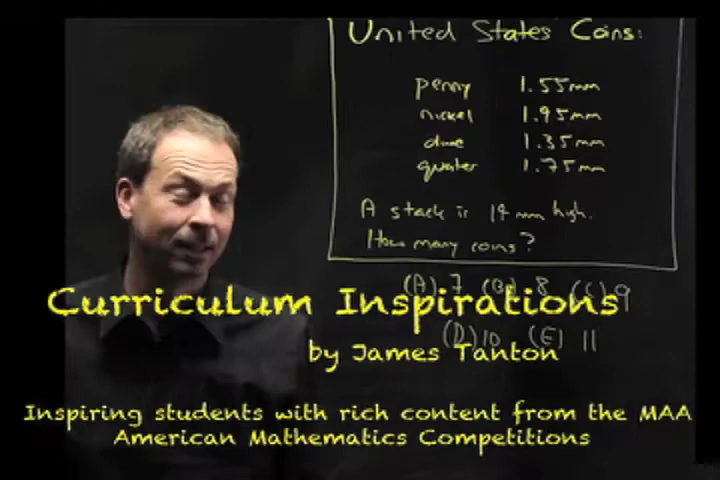 United States Coins:
penny 1.55mm
nickel 1.95mm
dime 1.35mm
quater 1.75mm
A stack is 14 mm high.
How many coins?
(A) 7 (B) 8 (C) 9
Curriculum Inspirations
(D) 10 (E) 11
by James Tanton
Inspiring students with rich content from the MAA
American Mathematics Competitions